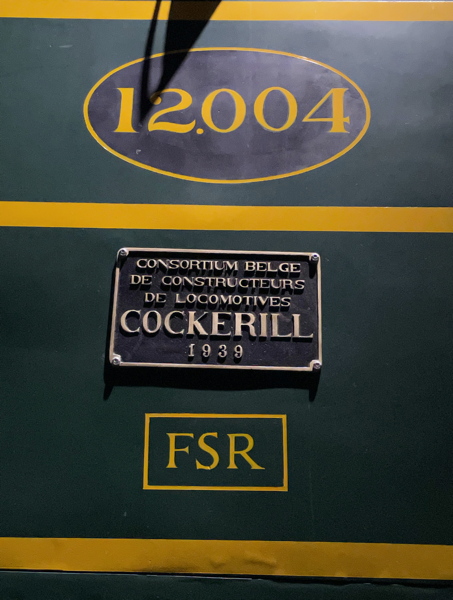 12.004
CONSORTIUM BELGE
DE CONSTRUCTEURS
DE LOCOMOTIVES
COCKERILL
1939
FSR